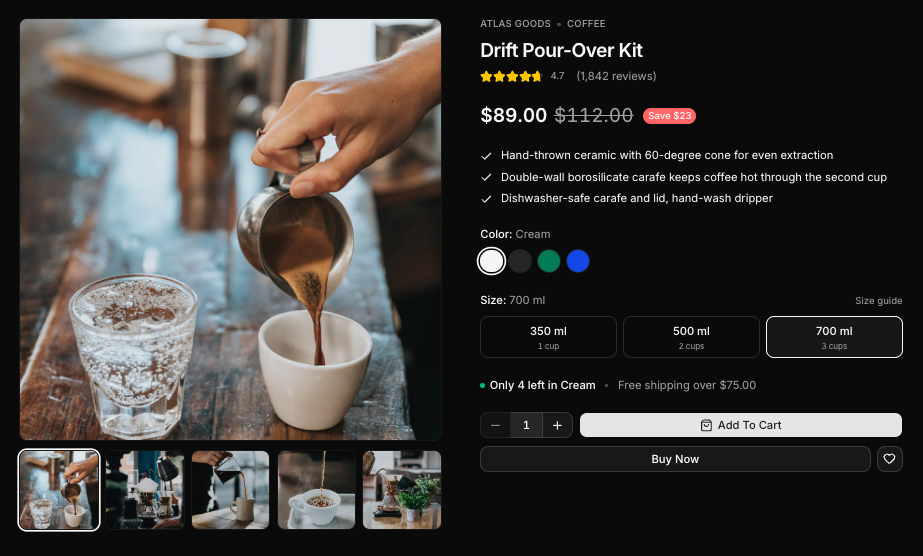 ATLAS GOODS • COFFEE
Drift Pour-Over Kit
4.7 (1,842 reviews)
$89.00 $112.00 Save $23
Hand-thrown ceramic with 60-degree cone for even extraction
Double-wall borosilicate carafe keeps coffee hot through the second cup
Dishwasher-safe carafe and lid, hand-wash dripper
Color: Cream
Size: 700 ml Size guide
350 ml 500 ml 700 ml
1 cup 2 cups 3 cups
Only 4 left in Cream • Free shipping over $75.00
− 1 + Add To Cart
Buy Now